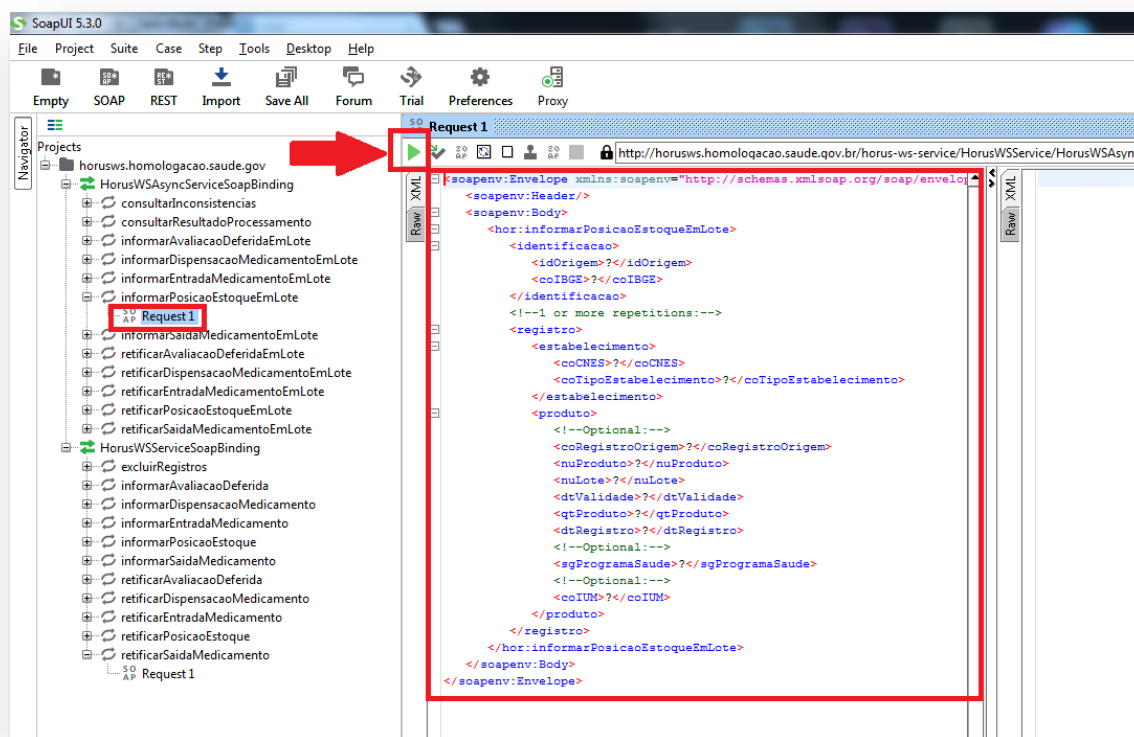 SoapUI 5.3.0
File Project Suite Case Step Tools Desktop Help
Empty SOAP REST Import Save All Forum Trial Preferences Proxy
Navigator
Projects
horusws.homologacao.saude.gov
HorusWSAsyncServiceSoapBinding
consultarInconsistencias
consultarResultadoProcessamento
informarAvaliacaoDeferidaEmLote
informarDispensacaoMedicamentoEmLote
informarEntradaMedicamentoEmLote
informarPosicaoEstoqueEmLote
SO AP Request 1
informarSaidaMedicamentoEmLote
retificarAvaliacaoDeferidaEmLote
retificarDispensacaoMedicamentoEmLote
retificarEntradaMedicamentoEmLote
retificarPosicaoEstoqueEmLote
retificarSaidaMedicamentoEmLote
HorusWSServiceSoapBinding
excluirRegistros
informarAvaliacaoDeferida
informarDispensacaoMedicamento
informarEntradaMedicamento
informarPosicaoEstoque
informarSaidaMedicamento
retificarAvaliacaoDeferida
retificarDispensacaoMedicamento
retificarEntradaMedicamento
retificarPosicaoEstoque
retificarSaidaMedicamento
SO AP Request 1
Request 1
http://horusws.homologacao.saude.gov.br/horus-ws-service/HorusWSService/HorusWSAsyn
XML
Raw
<soapenv:Envelope xmlns:soapenv="http://schemas.xmlsoap.org/soap/envelop
<soapenv:Header/>
<soapenv:Body>
<hor:informarPosicaoEstoqueEmLote>
<identificacao>
<idOrigem>?</idOrigem>
<coIBGE>?</coIBGE>
</identificacao>
<!--1 or more repetitions:-->
<registro>
<estabelecimento>
<coCNES>?</coCNES>
<coTipoEstabelecimento>?</coTipoEstabelecimento>
</estabelecimento>
<produto>
<!--Optional:-->
<coRegistroOrigem>?</coRegistroOrigem>
<nuProduto>?</nuProduto>
<nuLote>?</nuLote>
<dtValidade>?</dtValidade>
<qtProduto>?</qtProduto>
<dtRegistro>?</dtRegistro>
<!--Optional:-->
<sgProgramaSaude>?</sgProgramaSaude>
<!--Optional:-->
<coIUM>?</coIUM>
</produto>
</registro>
</hor:informarPosicaoEstoqueEmLote>
</soapenv:Body>
</soapenv:Envelope>
XML
Raw